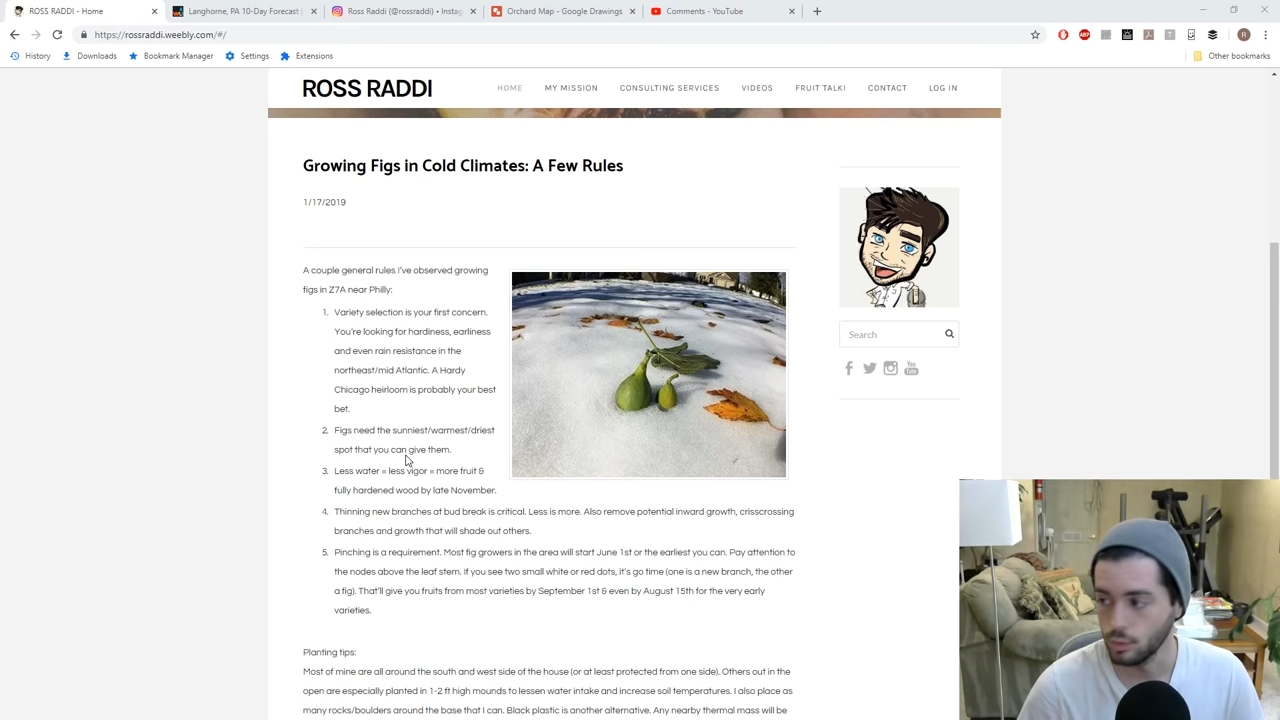 ROSS RADDI - Home
Langhorne, PA 10-Day Forecast
Ross Raddi (@rossraddi) • Instag
Orchard Map - Google Drawings
Comments - YouTube
https://rossraddi.weebly.com/#/
History
Downloads
Bookmark Manager
Settings
Extensions
Other bookmarks
ROSS RADDI
HOME
MY MISSION
CONSULTING SERVICES
VIDEOS
FRUIT TALK!
CONTACT
LOG IN
Growing Figs in Cold Climates: A Few Rules
1/17/2019
A couple general rules I've observed growing
figs in Z7A near Philly:
1. Variety selection is your first concern.
You're looking for hardiness, earliness
and even rain resistance in the
northeast/mid Atlantic. A Hardy
Chicago heirloom is probably your best
bet.
2. Figs need the sunniest/warmest/driest
spot that you can give them.
3. Less water = less vigor = more fruit &
fully hardened wood by late November.
4. Thinning new branches at bud break is critical. Less is more. Also remove potential inward growth, crisscrossing
branches and growth that will shade out others.
5. Pinching is a requirement. Most fig growers in the area will start June 1st or the earliest you can. Pay attention to
the nodes above the leaf stem. If you see two small white or red dots, it's go time (one is a new branch, the other
a fig). That'll give you fruits from most varieties by September 1st & even by August 15th for the very early
varieties.
Planting tips:
Most of mine are all around the south and west side of the house (or at least protected from one side). Others out in the
open are especially planted in 1-2 ft high mounds to lessen water intake and increase soil temperatures. I also place as
many rocks/boulders around the base that I can. Black plastic is another alternative. Any nearby thermal mass will be
Search